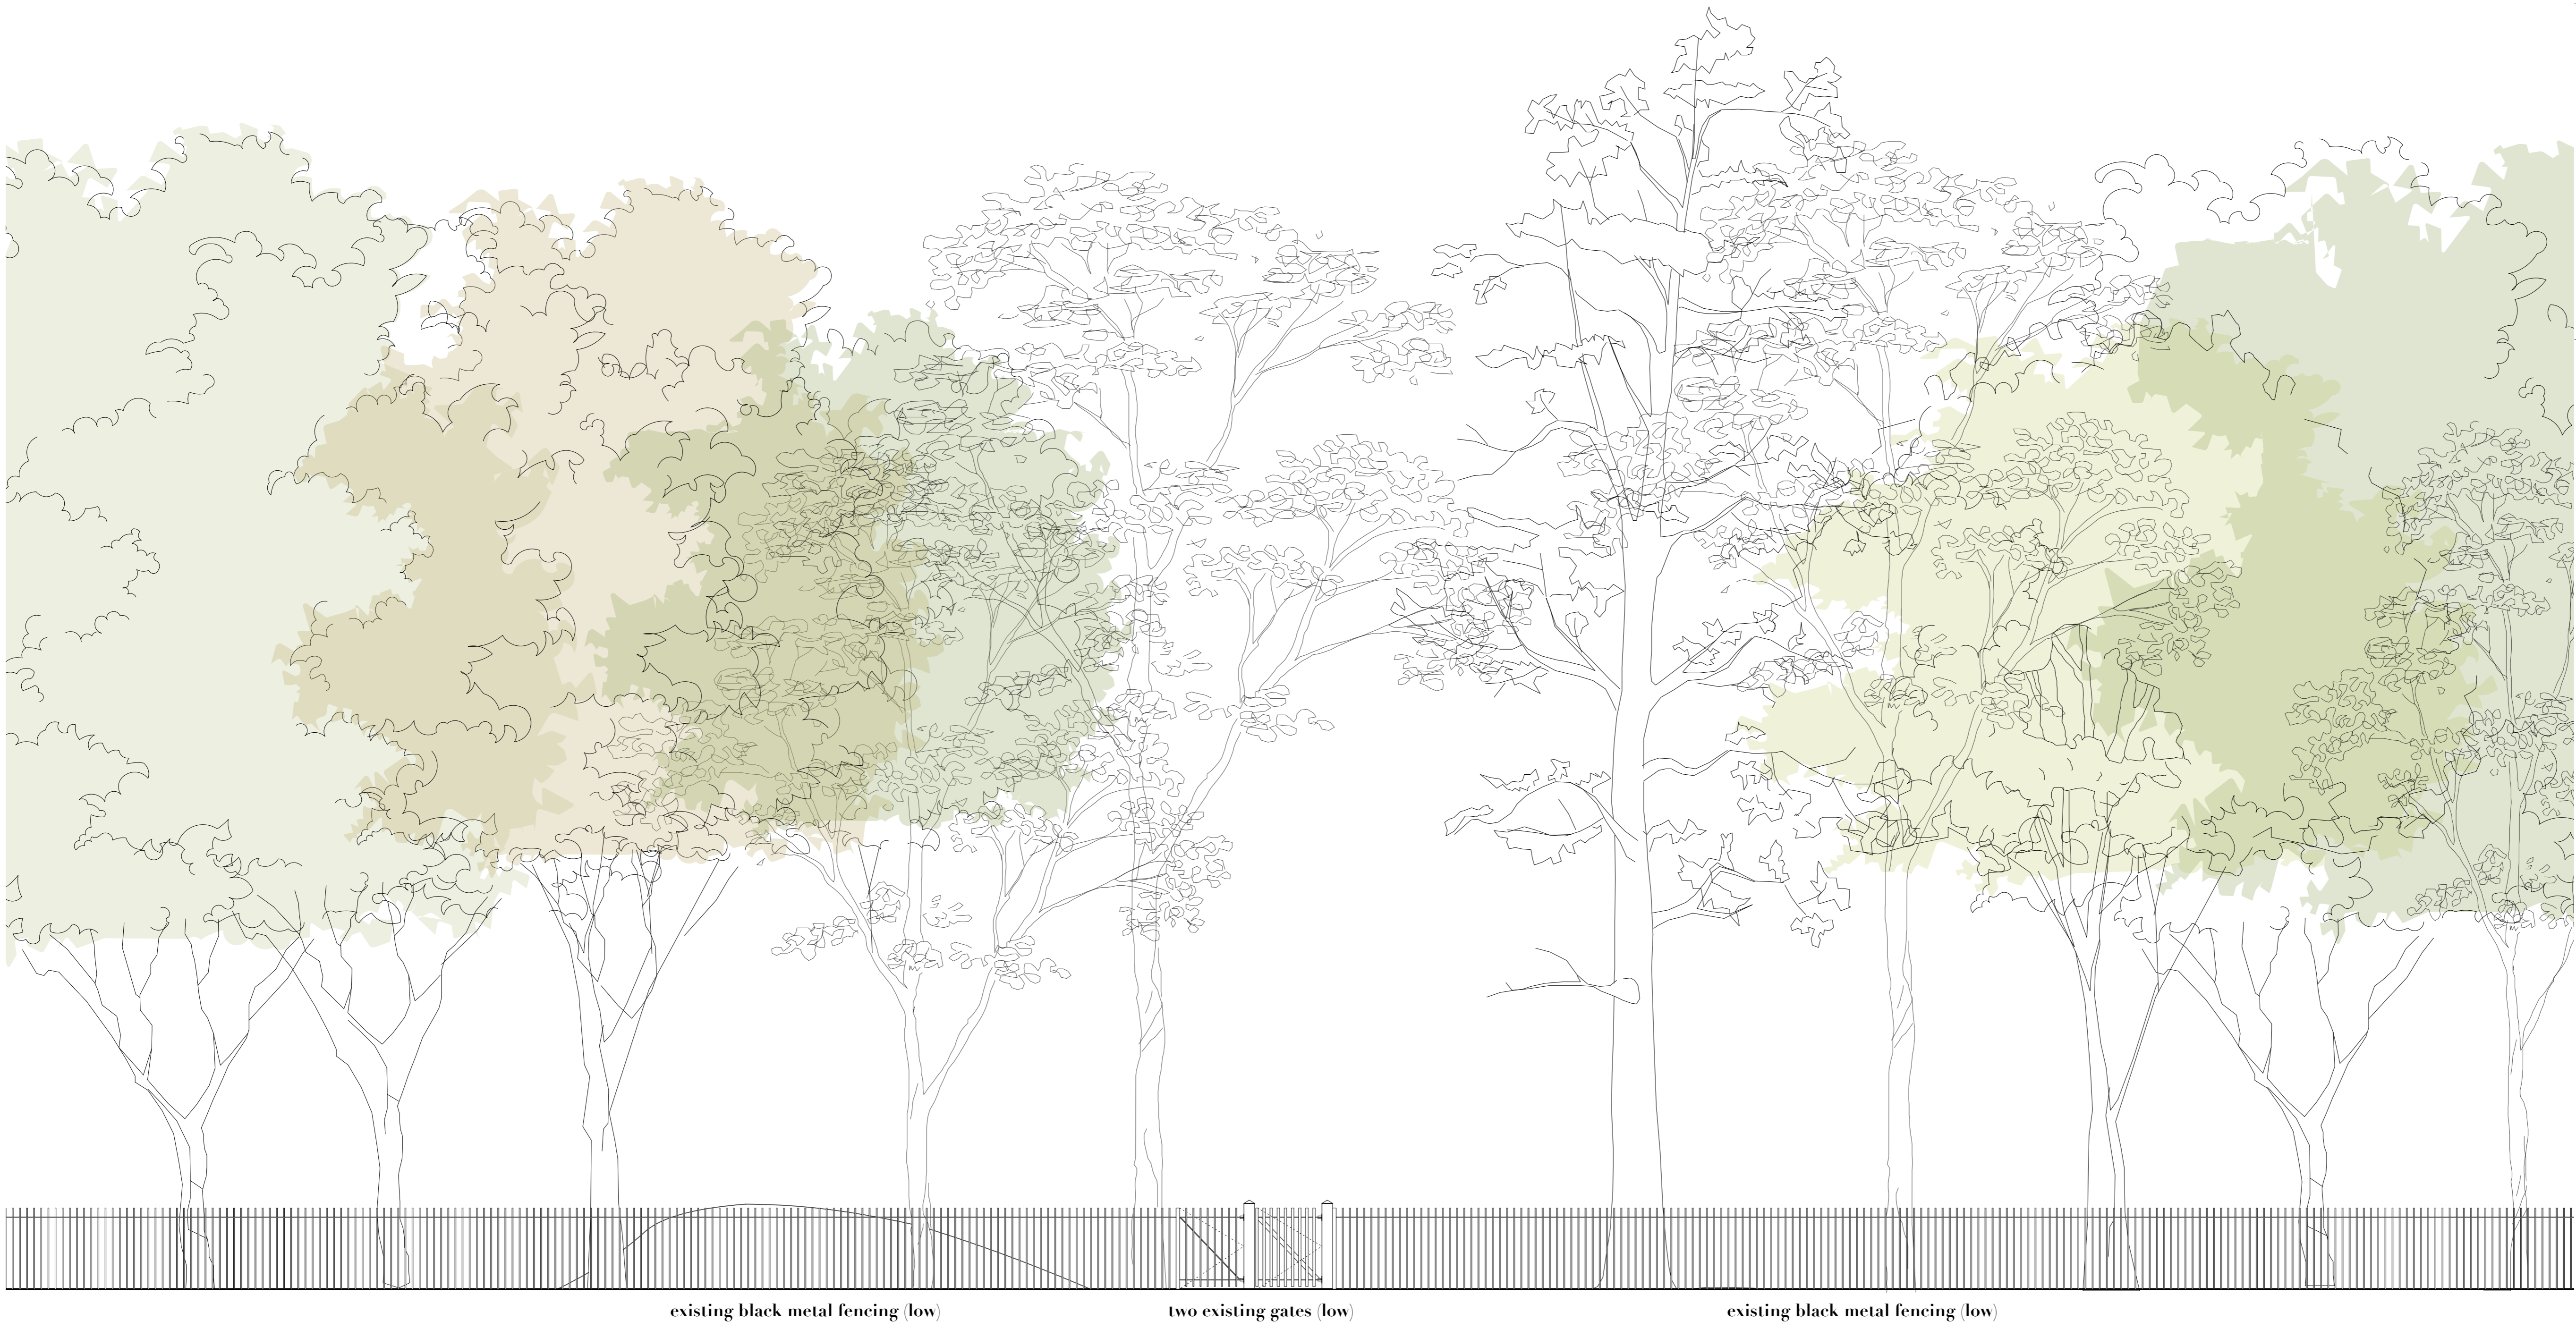 existing black metal fencing (low)
two existing gates (low)
existing black metal fencing (low)